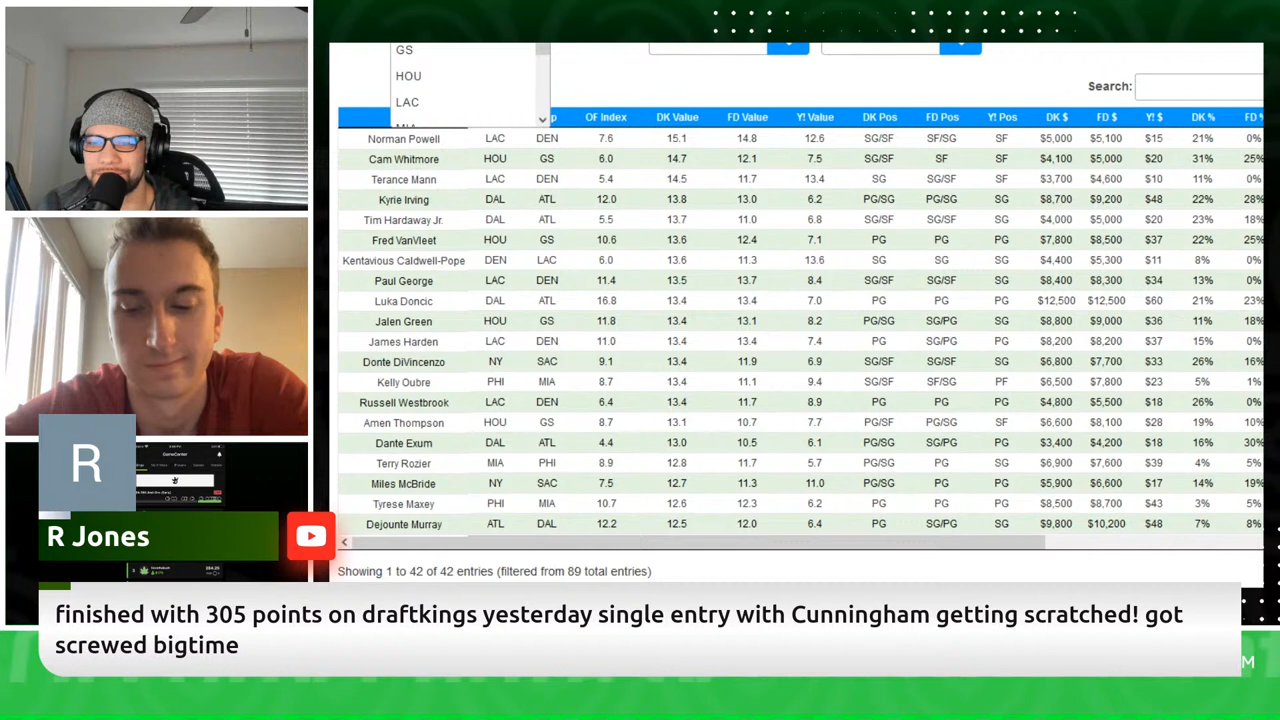 GS
HOU
LAC
Search:
OF Index DK Value FD Value Y! Value DK Pos FD Pos Y! Pos DK $ FD $ Y! $ DK % FD %
Norman Powell LAC DEN 7.6 15.1 14.8 12.6 SG/SF SF/SG SF $5,000 $5,100 $15 21% 0%
Cam Whitmore HOU GS 6.0 14.7 12.1 7.5 SG/SF SF SF $4,100 $5,000 $20 31% 25%
Terance Mann LAC DEN 5.4 14.5 11.7 13.4 SG SG/SF SF $3,700 $4,600 $10 11% 0%
Kyrie Irving DAL ATL 12.0 13.8 13.0 6.2 PG/SG PG/SG SG $8,700 $9,200 $48 22% 28%
Tim Hardaway Jr. DAL ATL 5.5 13.7 11.0 6.8 SG/SF SG/SF SG $5,000 $5,000 $20 23% 18%
Fred VanVleet HOU GS 10.6 13.6 12.4 7.1 PG PG PG $7,800 $8,500 $37 22% 25%
Kentavious Caldwell-Pope DEN LAC 6.0 13.6 11.3 13.6 SG SG SG $4,400 $5,300 $11 8% 0%
Paul George LAC DEN 11.4 13.5 13.7 8.4 SG/SF SG/SF SF $8,400 $8,300 $34 13% 0%
Luka Doncic DAL ATL 16.8 13.4 13.4 7.0 PG PG PG $12,500 $12,500 $60 21% 23%
Jalen Green HOU GS 11.8 13.4 13.1 8.2 PG/SG SG/PG SG $8,800 $9,000 $36 11% 18%
James Harden LAC DEN 11.0 13.4 13.4 7.4 PG SG/PG PG $8,200 $8,200 $37 15% 0%
Donte DiVincenzo NY SAC 9.1 13.4 11.9 6.9 SG/SF SG/SF SG $6,800 $7,700 $33 26% 16%
Kelly Oubre PHI MIA 8.7 13.4 11.1 9.4 SG/SF SF/SG PF $6,500 $7,800 $23 5% 1%
Russell Westbrook LAC DEN 6.4 13.4 11.7 8.9 PG PG PG $4,800 $5,500 $18 26% 0%
Amen Thompson HOU GS 8.7 13.1 10.7 7.7 PG/SF PG/SF SF $6,600 $8,100 $28 19% 10%
Dante Exum DAL ATL 4.4 13.0 10.5 6.1 PG/SG SG/PG PG $3,400 $4,200 $18 16% 30%
Terry Rozier MIA PHI 8.9 12.8 11.7 5.7 PG/SG PG SG $6,900 $7,600 $39 4% 5%
Miles McBride NY SAC 7.5 12.7 11.3 11.0 PG/SG PG SG $5,900 $6,600 $17 14% 19%
Tyrese Maxey PHI MIA 10.7 12.6 12.3 6.2 PG PG SG $8,500 $8,700 $43 3% 5%
Dejounte Murray ATL DAL 12.2 12.5 12.0 6.4 PG SG/PG PG $9,800 $10,200 $48 7% 8%
Showing 1 to 42 of 42 entries (filtered from 89 total entries)
R
R Jones
finished with 305 points on draftkings yesterday single entry with Cunningham getting scratched! got
screwed bigtime